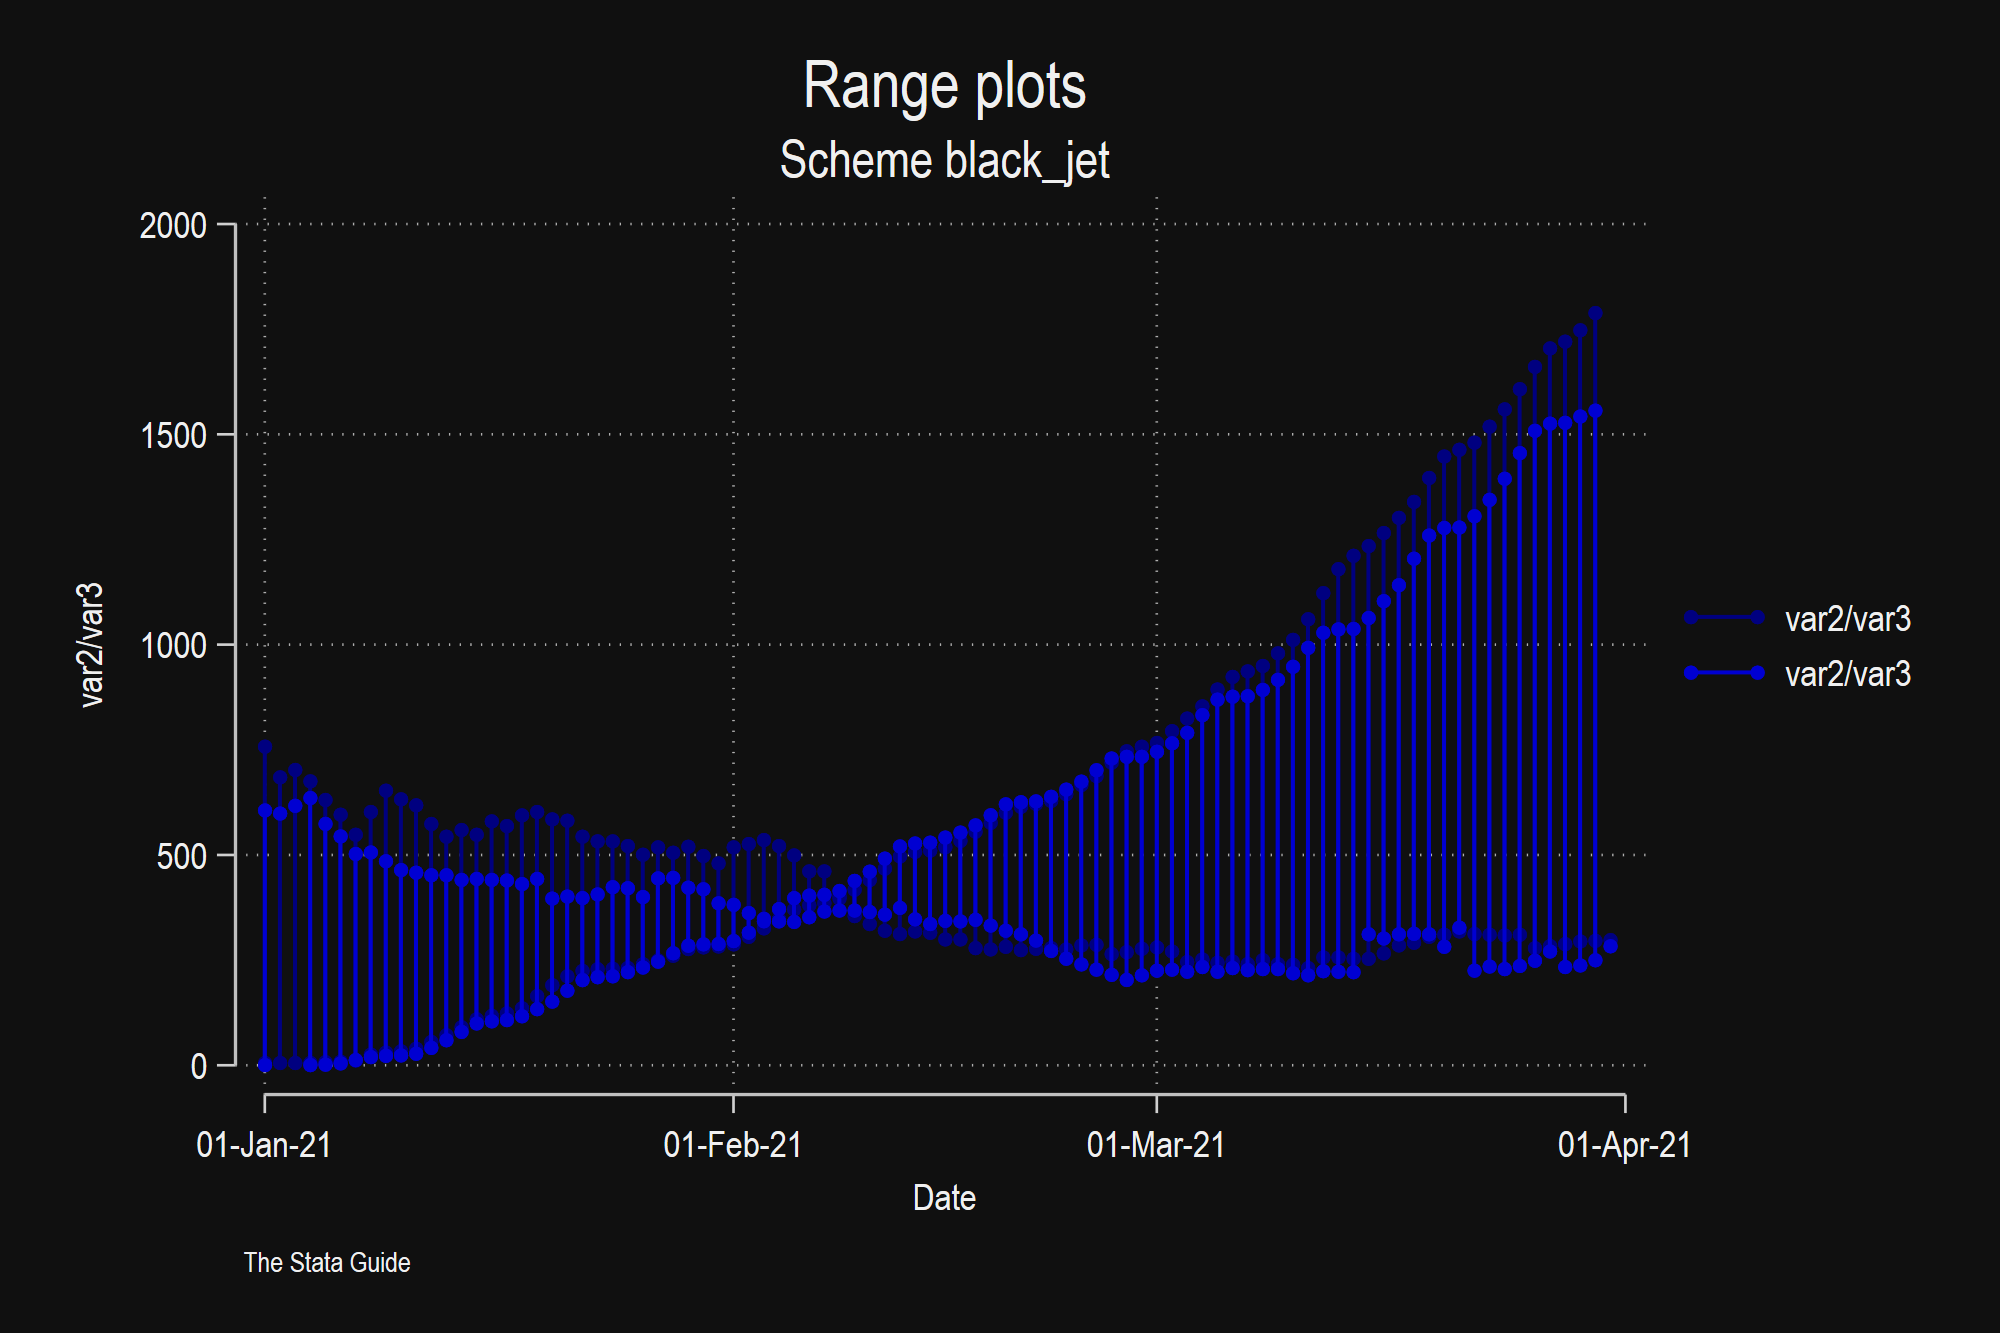 Range plots
Scheme black_jet
2000
1500
1000
500
0
var2/var3
01-Jan-21
01-Feb-21
01-Mar-21
01-Apr-21
Date
var2/var3
var2/var3
The Stata Guide